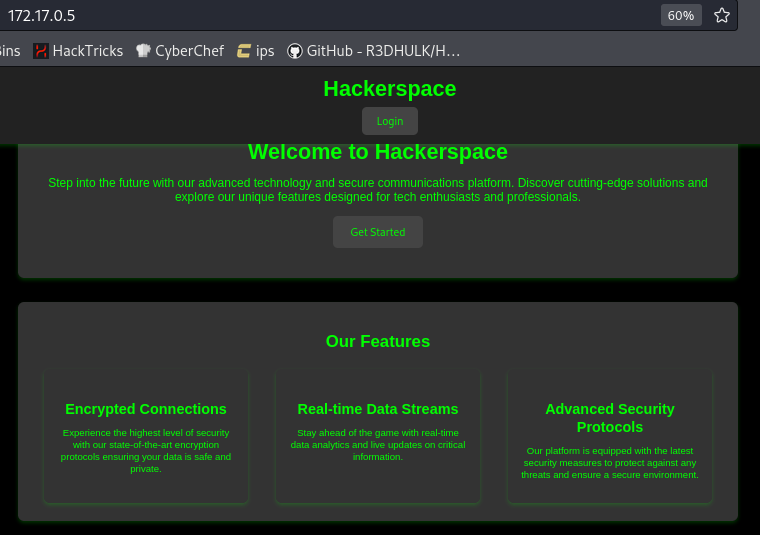 172.17.0.5 60%
ins HackTricks CyberChef ips GitHub - R3DHULK/H…
Hackerspace
Login
Welcome to Hackerspace
Step into the future with our advanced technology and secure communications platform. Discover cutting-edge solutions and
explore our unique features designed for tech enthusiasts and professionals.
Get Started
Our Features
Encrypted Connections
Experience the highest level of security
with our state-of-the-art encryption
protocols ensuring your data is safe and
private.
Real-time Data Streams
Stay ahead of the game with real-time
data analytics and live updates on critical
information.
Advanced Security
Protocols
Our platform is equipped with the latest
security measures to protect against any
threats and ensure a secure environment.